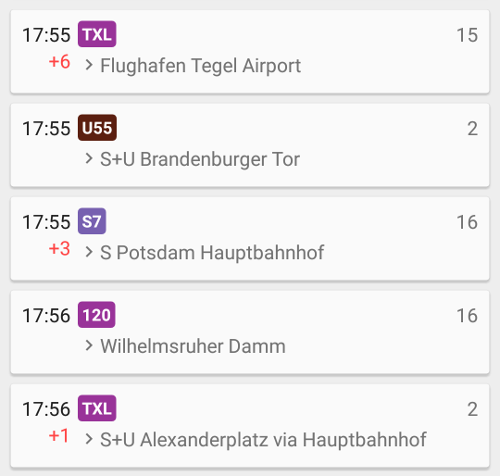 17:55 TXL 15
+6 > Flughafen Tegel Airport
17:55 U55 2
> S+U Brandenburger Tor
17:55 S7 16
+3 > S Potsdam Hauptbahnhof
17:56 120 16
> Wilhelmsruher Damm
17:56 TXL 2
+1 > S+U Alexanderplatz via Hauptbahnhof